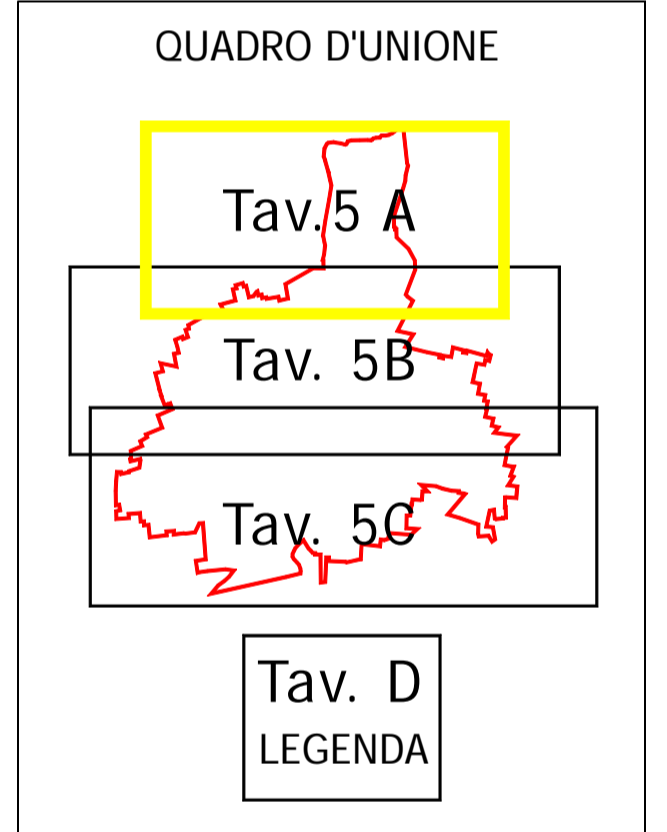 QUADRO D'UNIONE
Tav.5 A
Tav. 5B
Tav. 5C
Tav. D
LEGENDA